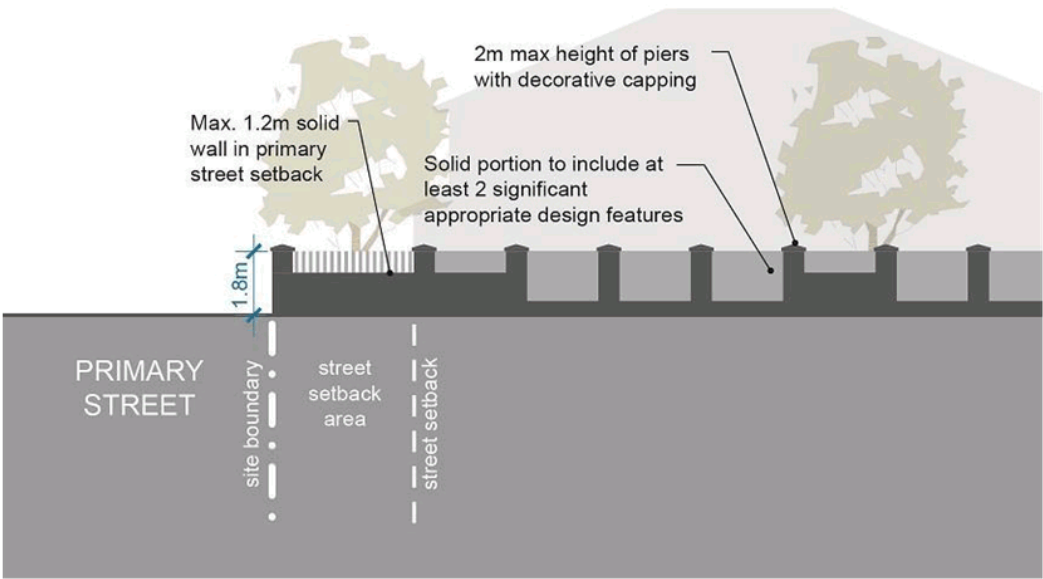 2m max height of piers
with decorative capping
Max. 1.2m solid
wall in primary
street setback
Solid portion to include at
least 2 significant
appropriate design features
1.8m
PRIMARY
STREET
site boundary
street
setback
area
street setback